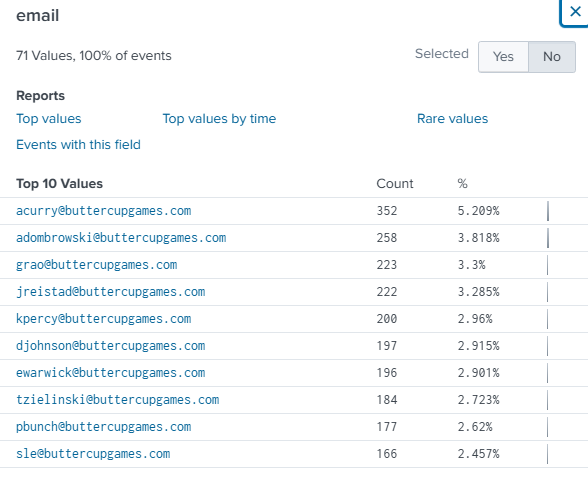 email
71 Values, 100% of events
Selected Yes No
Reports
Top values Top values by time Rare values
Events with this field
Top 10 Values Count %
acurry@buttercupgames.com 352 5.209%
adombrowski@buttercupgames.com 258 3.818%
grao@buttercupgames.com 223 3.3%
jreistad@buttercupgames.com 222 3.285%
kpercy@buttercupgames.com 200 2.96%
djohnson@buttercupgames.com 197 2.915%
ewarwick@buttercupgames.com 196 2.901%
tzielinski@buttercupgames.com 184 2.723%
pbunch@buttercupgames.com 177 2.62%
sle@buttercupgames.com 166 2.457%